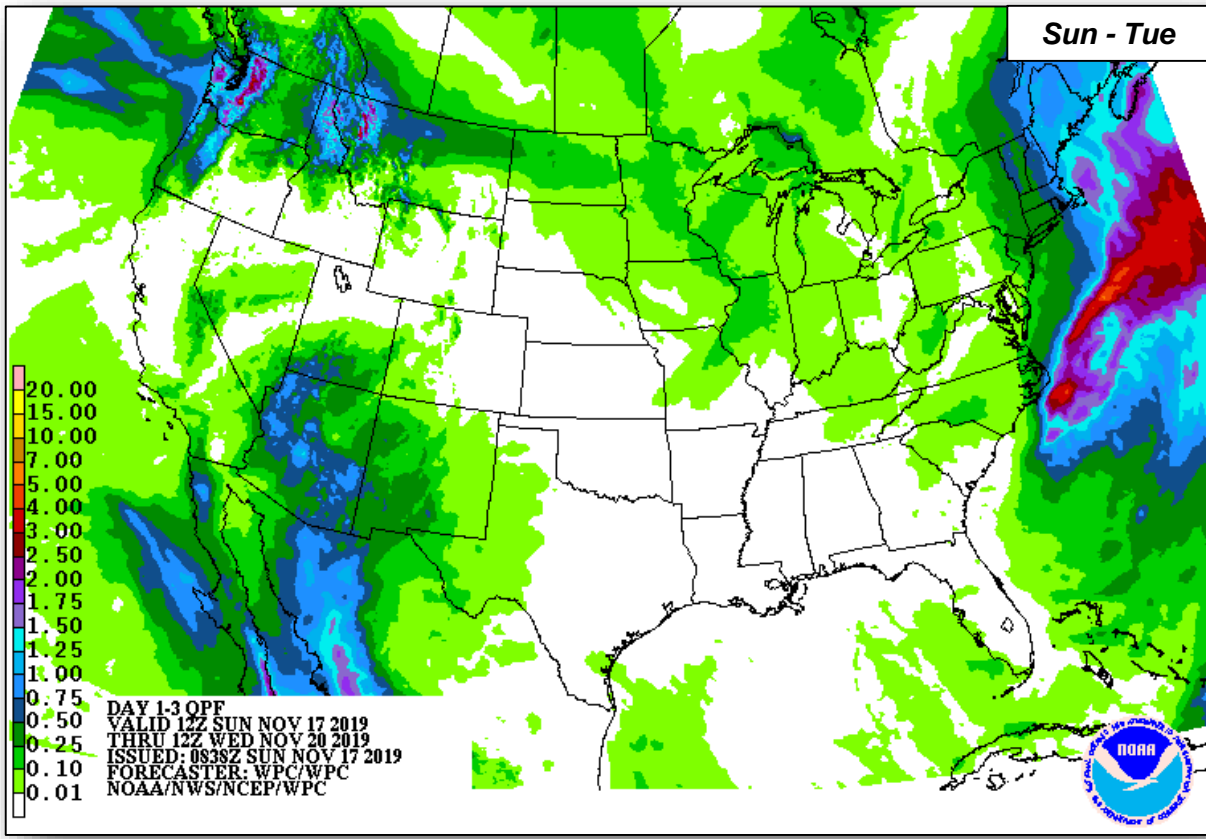 Sun - Tue
20.00
15.00
10.00
7.00
5.00
4.00
3.00
2.50
2.00
1.75
1.50
1.25
1.00
0.75
0.50
0.25
0.10
0.01
DAY 1-3 QPF
VALID 12Z SUN NOV 17 2019
THRU 12Z WED NOV 20 2019
ISSUED: 0838Z SUN NOV 17 2019
FORECASTER: WPC/WPC
NOAA/NWS/NCEP/WPC
NOAA